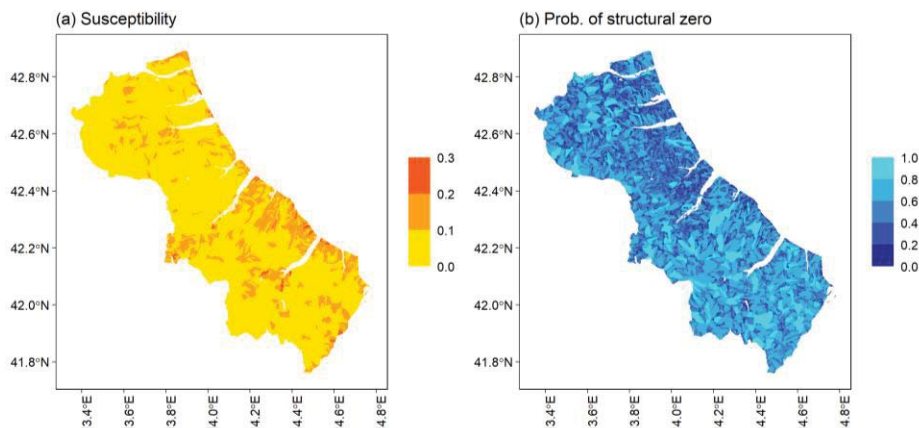 (a) Susceptibility
42.8°N
42.6°N
42.4°N
42.2°N
42.0°N
41.8°N
3.4°E
3.6°E
3.8°E
4.0°E
4.2°E
4.4°E
4.6°E
4.8°E
0.3
0.2
0.1
0.0
(b) Prob. of structural zero
42.8°N
42.6°N
42.4°N
42.2°N
42.0°N
41.8°N
3.4°E
3.6°E
3.8°E
4.0°E
4.2°E
4.4°E
4.6°E
4.8°E
1.0
0.8
0.6
0.4
0.2
0.0